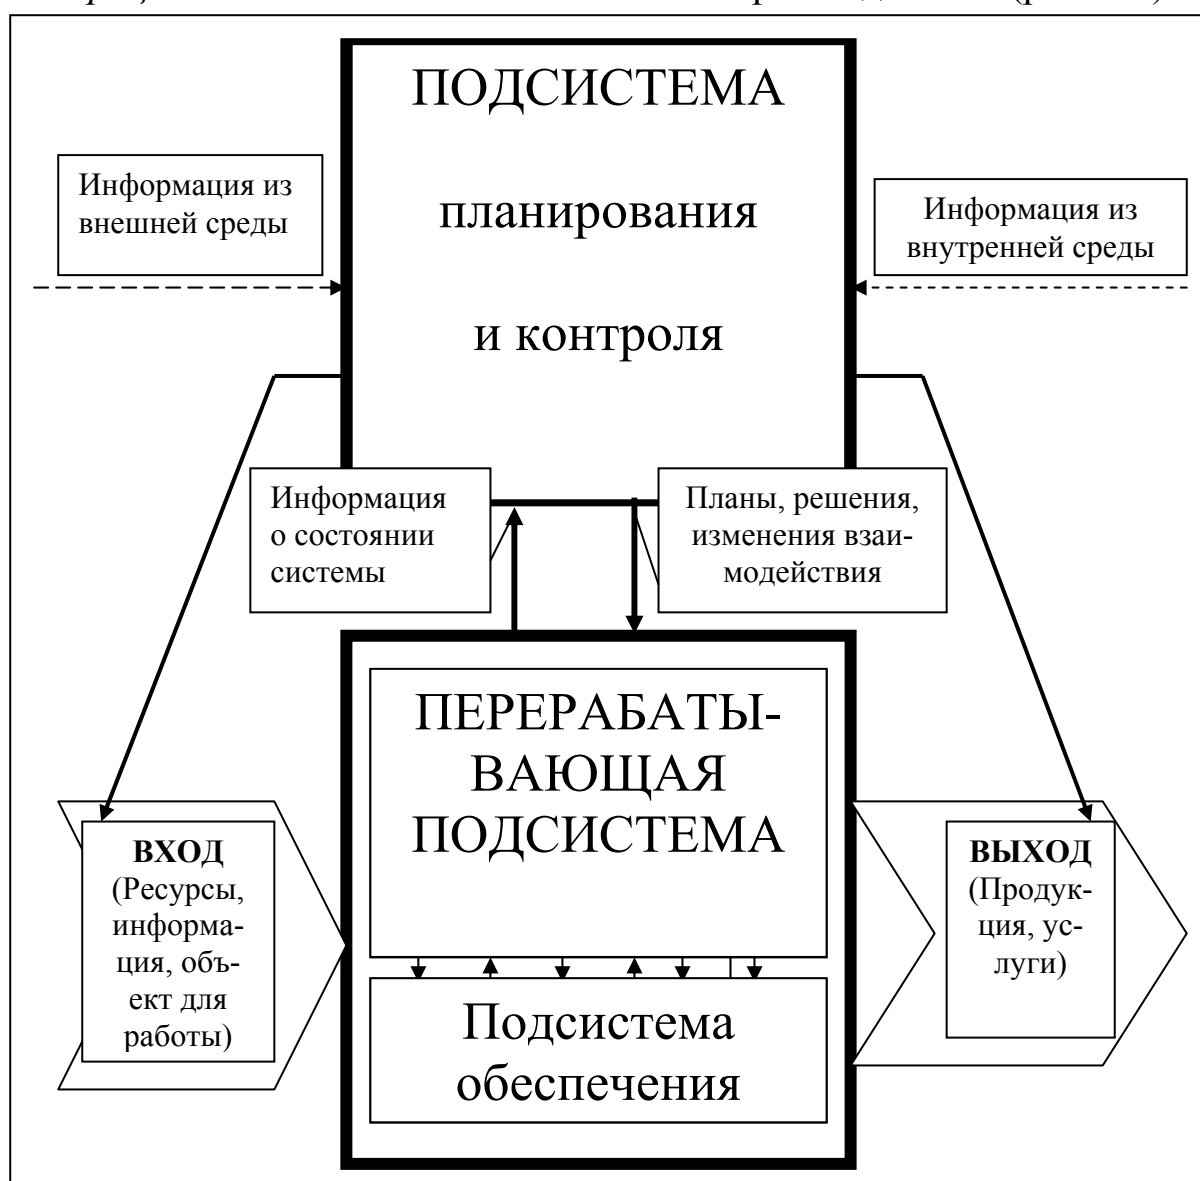 ПОДСИСТЕМА
планирования
и контроля
Информация из
внешней среды
Информация из
внутренней среды
Информация
о состоянии
системы
Планы, решения,
изменения взаи-
модействия
ПЕРЕРАБАТЫ-
ВАЮЩАЯ
ПОДСИСТЕМА
ВХОД
(Ресурсы,
информа-
ция, объ-
ект для
работы)
ВЫХОД
(Продук-
ция, ус-
луги)
Подсистема
обеспечения